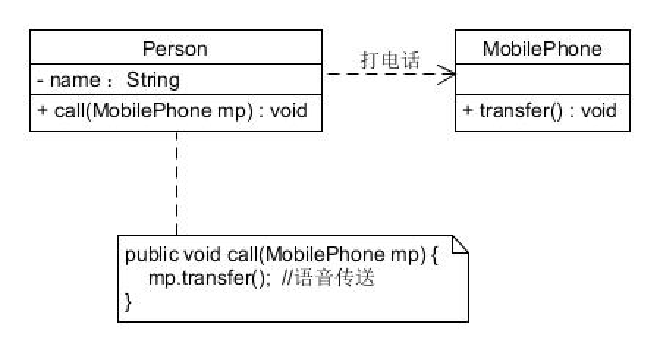 Person
- name： String
+ call(MobilePhone mp) : void
打电话
MobilePhone
+ transfer() : void
public void call(MobilePhone mp) {
mp.transfer(); //语音传送
}